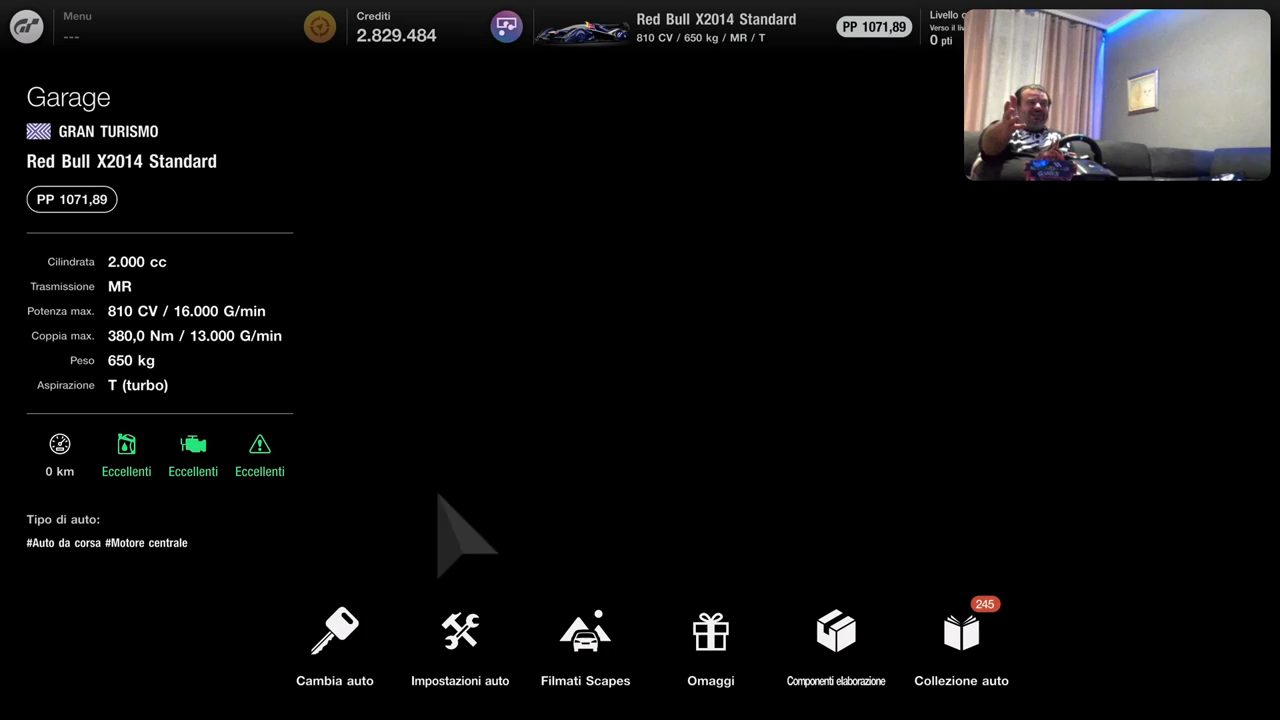 Menu
---
Crediti
2.829.484
Red Bull X2014 Standard
810 CV / 650 kg / MR / T
PP 1071,89
Livello
Verso il
0 pti
Garage
GRAN TURISMO
Red Bull X2014 Standard
PP 1071,89
Cilindrata 2.000 cc
Trasmissione MR
Potenza max. 810 CV / 16.000 G/min
Coppia max. 380,0 Nm / 13.000 G/min
Peso 650 kg
Aspirazione T (turbo)
0 km Eccellenti Eccellenti Eccellenti
Tipo di auto:
#Auto da corsa #Motore centrale
245
Cambia auto Impostazioni auto Filmati Scapes Omaggi Componenti elaborazione Collezione auto